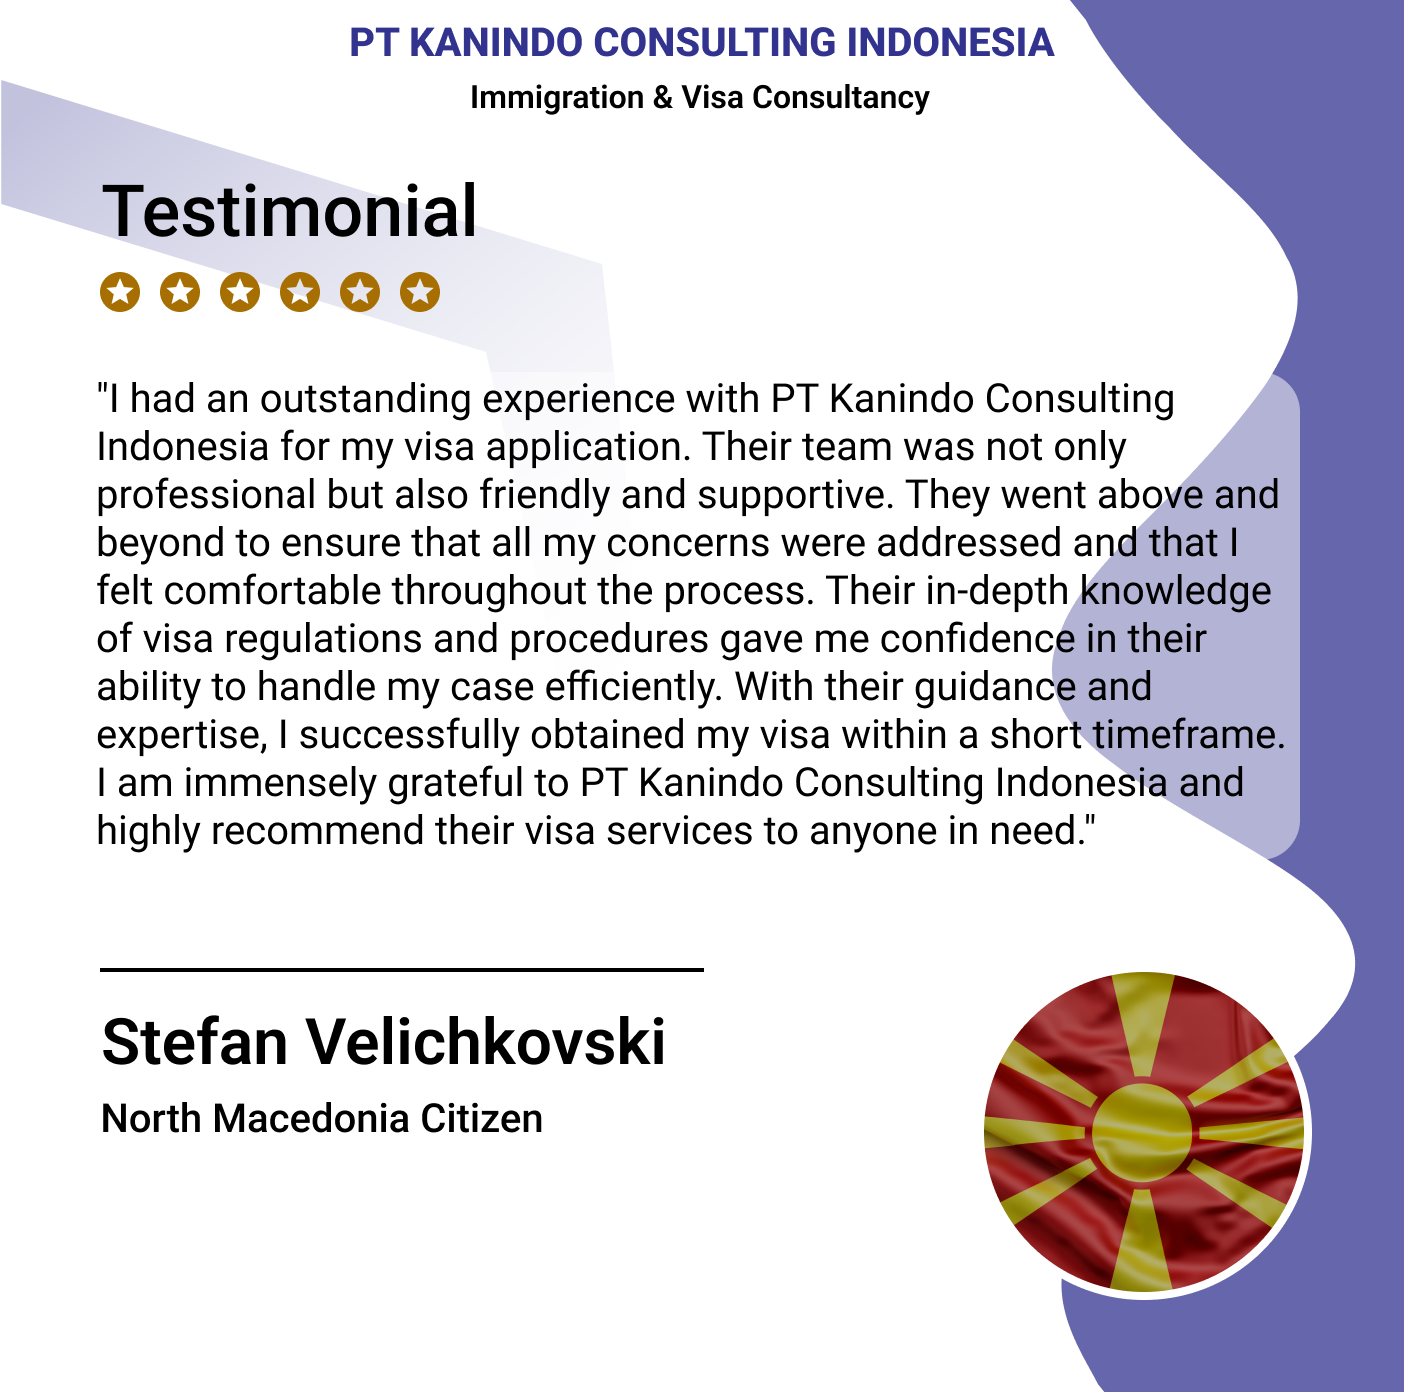 PT KANINDO CONSULTING INDONESIA
Immigration & Visa Consultancy
Testimonial
"I had an outstanding experience with PT Kanindo Consulting
Indonesia for my visa application. Their team was not only
professional but also friendly and supportive. They went above and
beyond to ensure that all my concerns were addressed and that I
felt comfortable throughout the process. Their in-depth knowledge
of visa regulations and procedures gave me confidence in their
ability to handle my case efficiently. With their guidance and
expertise, I successfully obtained my visa within a short timeframe.
I am immensely grateful to PT Kanindo Consulting Indonesia and
highly recommend their visa services to anyone in need."
Stefan Velichkovski
North Macedonia Citizen